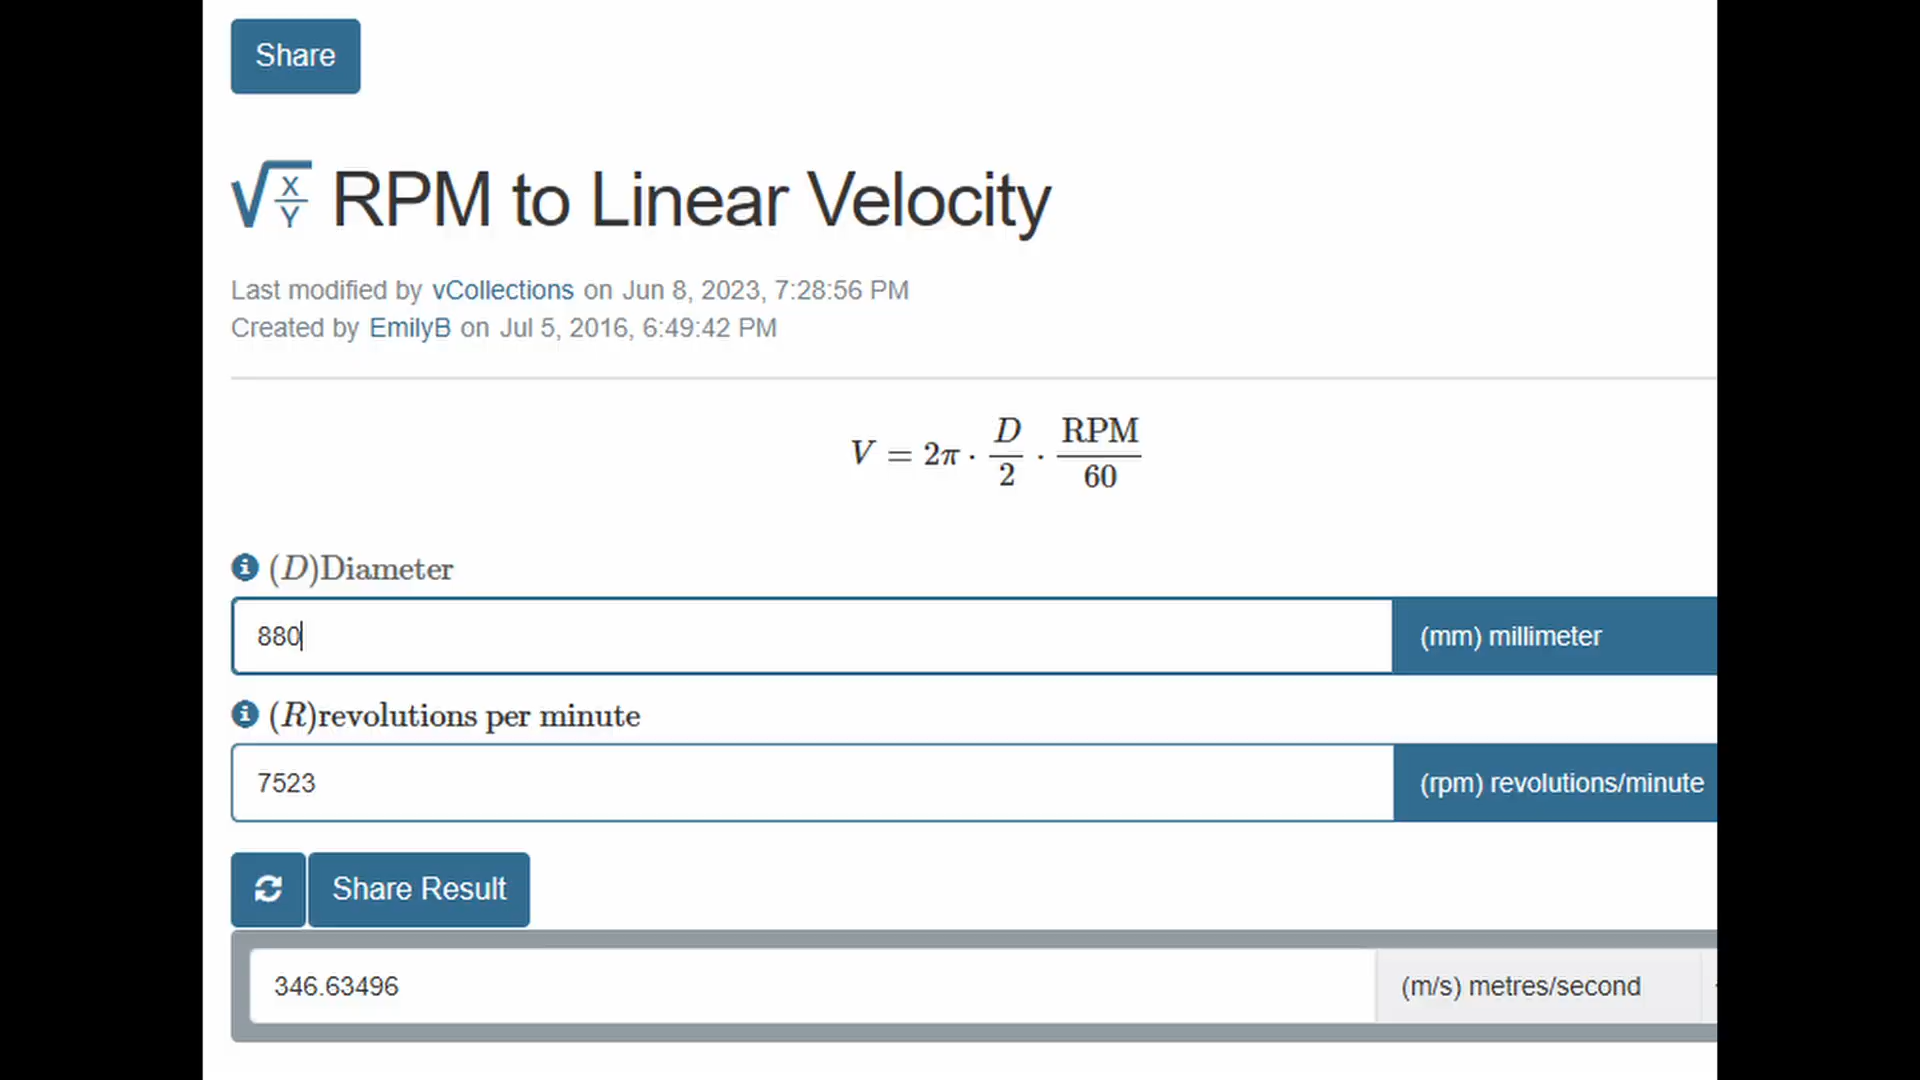 Share
√X/Y RPM to Linear Velocity
Last modified by vCollections on Jun 8, 2023, 7:28:56 PM
Created by EmilyB on Jul 5, 2016, 6:49:42 PM
V = 2π · D/2 · RPM/60
(D)Diameter
880 (mm) millimeter
(R)revolutions per minute
7523 (rpm) revolutions/minute
Share Result
346.63496 (m/s) metres/second